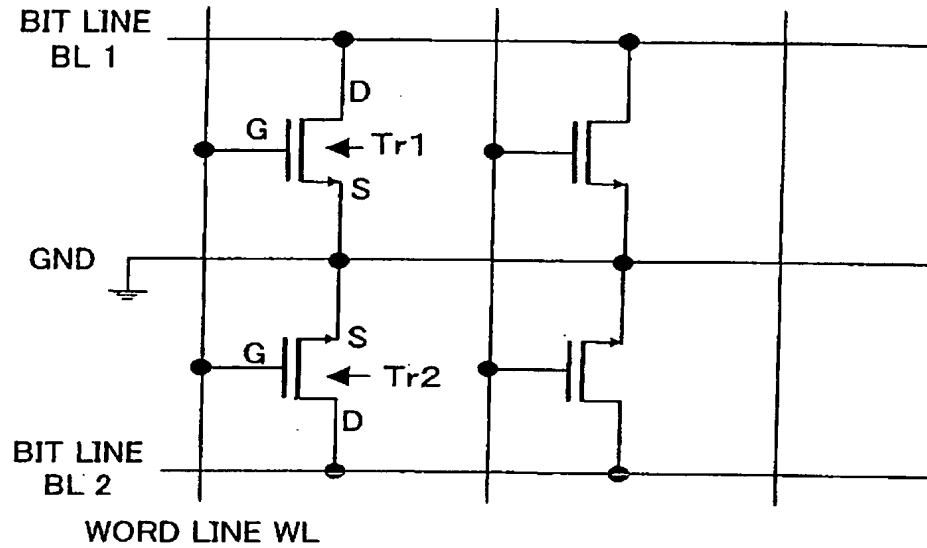 BIT LINE
BL 1
D
G
Tr1
S
GND
S
G
Tr2
D
BIT LINE
BL 2
WORD LINE WL